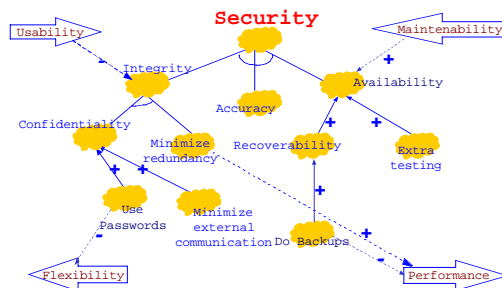 Security
Usability
Maintenability
-
+
Integrity
Availability
Accuracy
Confidentiality
Minimize
redundancy
Recoverability
+
+
Extra
testing
+
+
+
Use
Passwords
Minimize
external
communication
Do Backups
-
+
-
Flexibility
Performance